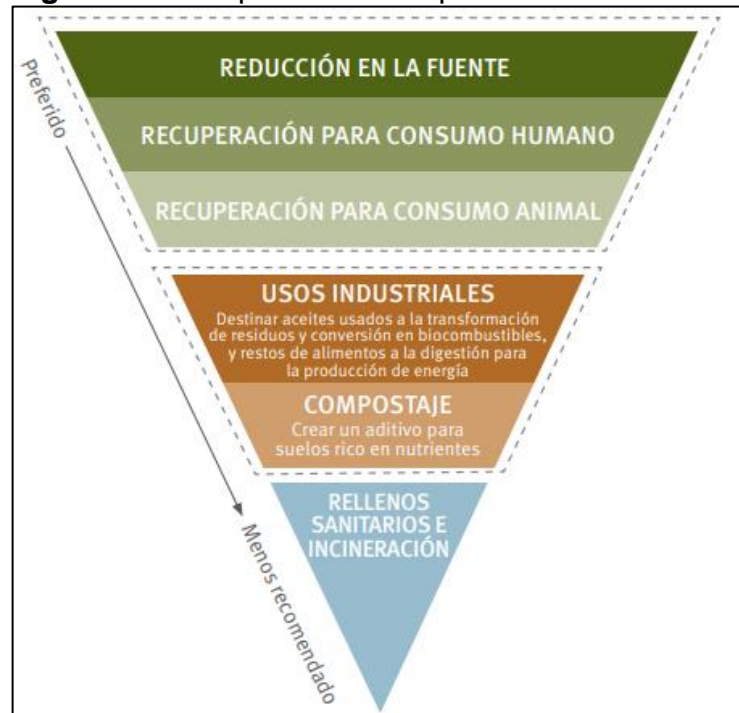 REDUCCIÓN EN LA FUENTE
RECUPERACIÓN PARA CONSUMO HUMANO
RECUPERACIÓN PARA CONSUMO ANIMAL
USOS INDUSTRIALES
Destinar aceites usados a la transformación
de residuos y conversión en biocombustibles,
y restos de alimentos a la digestión para
la producción de energía
COMPOSTAJE
Crear un aditivo para
suelos rico en nutrientes
RELLENOS
SANITARIOS E
INCINERACIÓN
Preferido
Menos recomendado